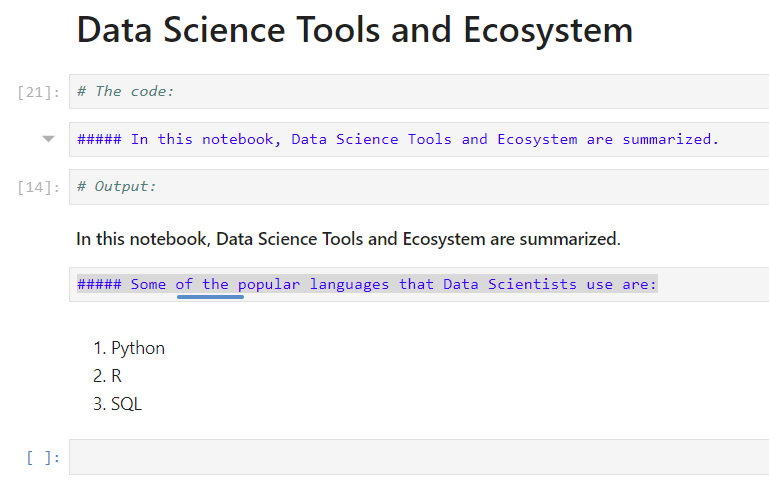 Data Science Tools and Ecosystem
[21]: # The code:
##### In this notebook, Data Science Tools and Ecosystem are summarized.
[14]: # Output:
In this notebook, Data Science Tools and Ecosystem are summarized.
##### Some of the popular languages that Data Scientists use are:
1. Python
2. R
3. SQL
[ ]: